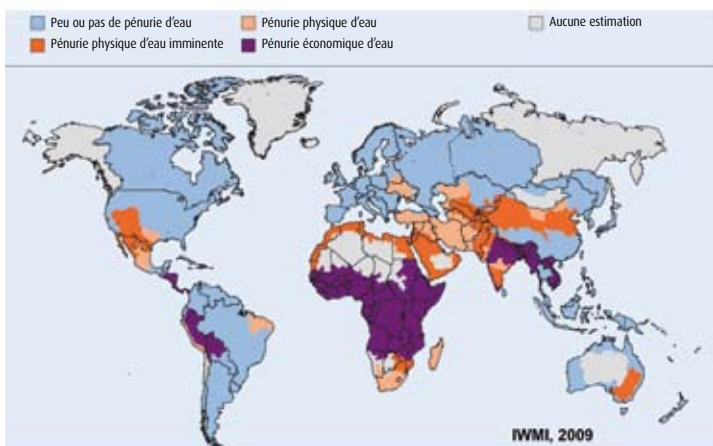 Peu ou pas de pénurie d'eau
Pénurie physique d'eau
Aucune estimation
Pénurie physique d'eau imminente
Pénurie économique d'eau
IWMI, 2009